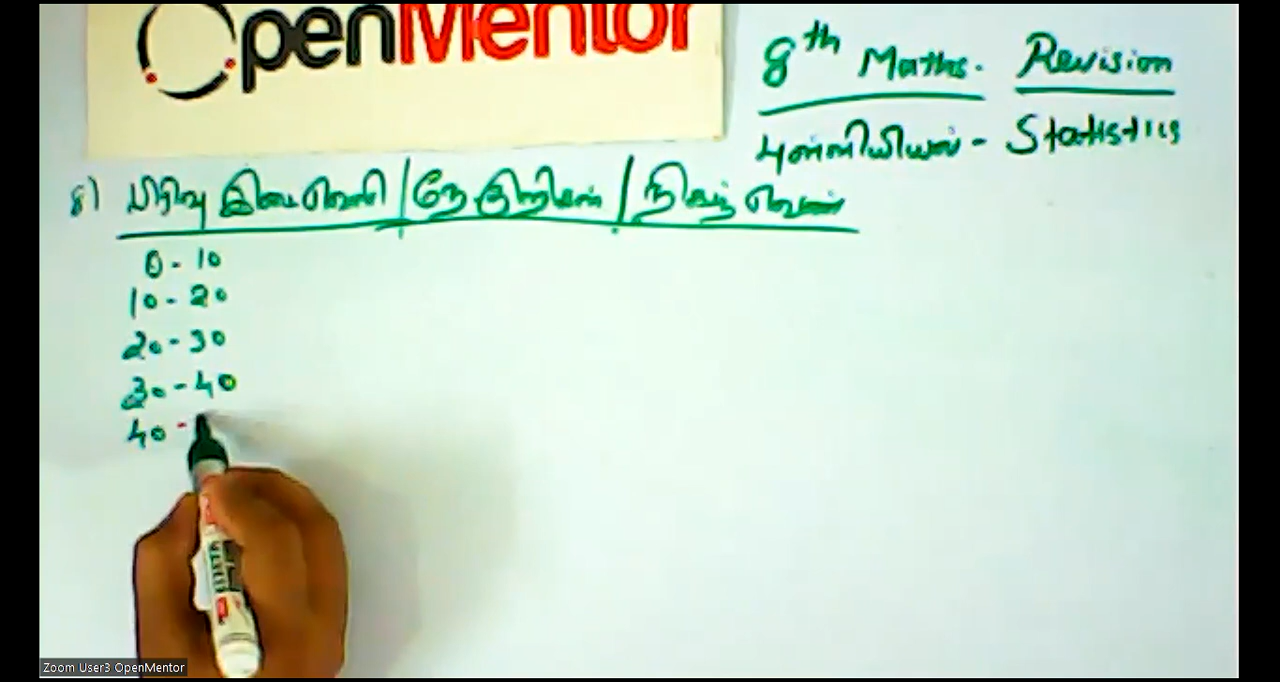 OpenMentor
8th Maths. Revision
புள்ளியியல் - Statistics
8) பிரிவு இடைவெளி / நே குறிகள் / நிகழ் வெண்
0 - 10
10 - 20
20 - 30
30 - 40
40 -
Zoom User3 OpenMentor